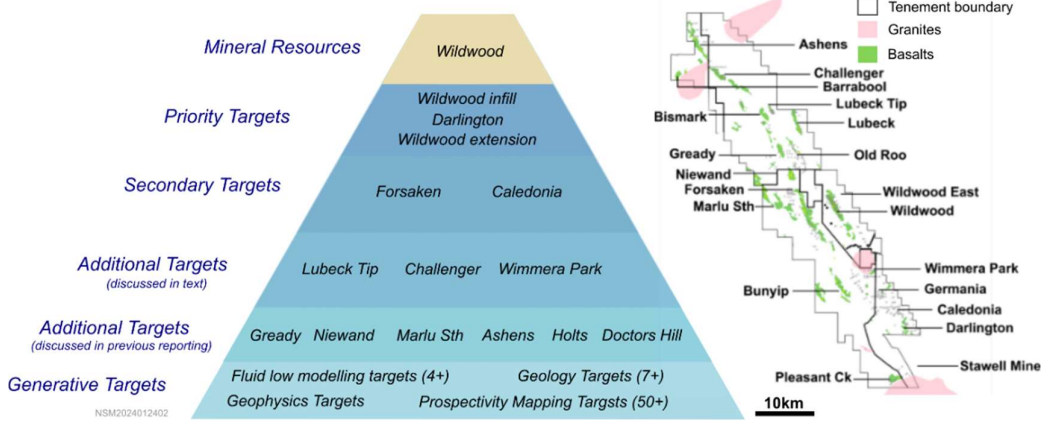 Mineral Resources
Wildwood
Priority Targets
Wildwood infill
Darlington
Wildwood extension
Secondary Targets
Forsaken Caledonia
Additional Targets
(discussed in text)
Lubeck Tip Challenger Wimmera Park
Additional Targets
(discussed in previous reporting)
Gready Niewand Marlu Sth Ashens Holts Doctors Hill
Generative Targets
Fluid low modelling targets (4+) Geology Targets (7+)
Geophysics Targets Prospectivity Mapping Targsts (50+)
NSM2024012402
Tenement boundary
Granites
Basalts
Ashens
Challenger
Barrabool
Lubeck Tip
Bismark
Lubeck
Gready
Old Roo
Niewand
Forsaken
Wildwood East
Marlu Sth
Wildwood
Wimmera Park
Bunyip
Germania
Caledonia
Darlington
Stawell Mine
Pleasant Ck
10km